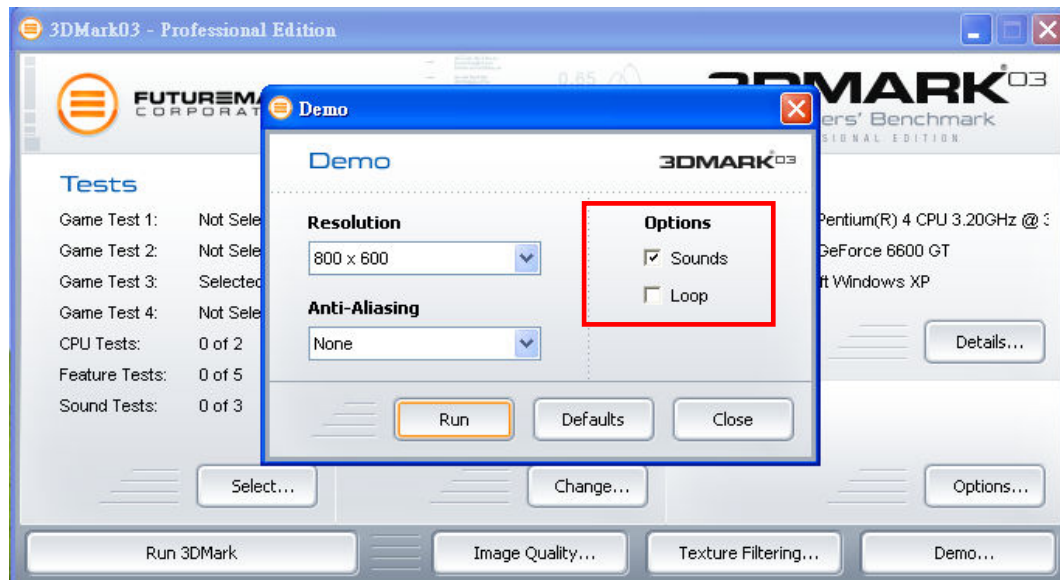 3DMark03 - Professional Edition
FUTUREMA
CORPORAT
0.65
3DMARK03
ers' Benchmark
SIONAL EDITION
Demo
Demo
3DMARK03
Resolution
800 x 600
Anti-Aliasing
None
Options
Sounds
Loop
Run
Defaults
Close
Tests
Game Test 1: Not Sele
Game Test 2: Not Sele
Game Test 3: Selected
Game Test 4: Not Sele
CPU Tests: 0 of 2
Feature Tests: 0 of 5
Sound Tests: 0 of 3
Pentium(R) 4 CPU 3.20GHz @ 3
GeForce 6600 GT
ft Windows XP
Details...
Select...
Change...
Options...
Run 3DMark
Image Quality...
Texture Filtering...
Demo...